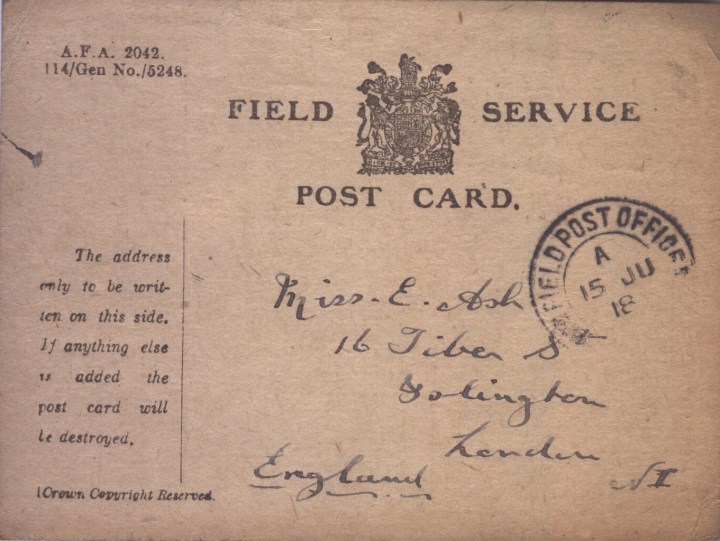 A.F.A. 2042.
114/Gen No./5248.
FIELD SERVICE
POST CARD.
The address
only to be writ-
ten on this side.
If anything else
is added the
post card will
be destroyed.
(Crown Copyright Reserved.
FIELD POST OFFICE
A
15 JU
18
Miss. E. Ash
16 Tiber St
Islington
London
England N1